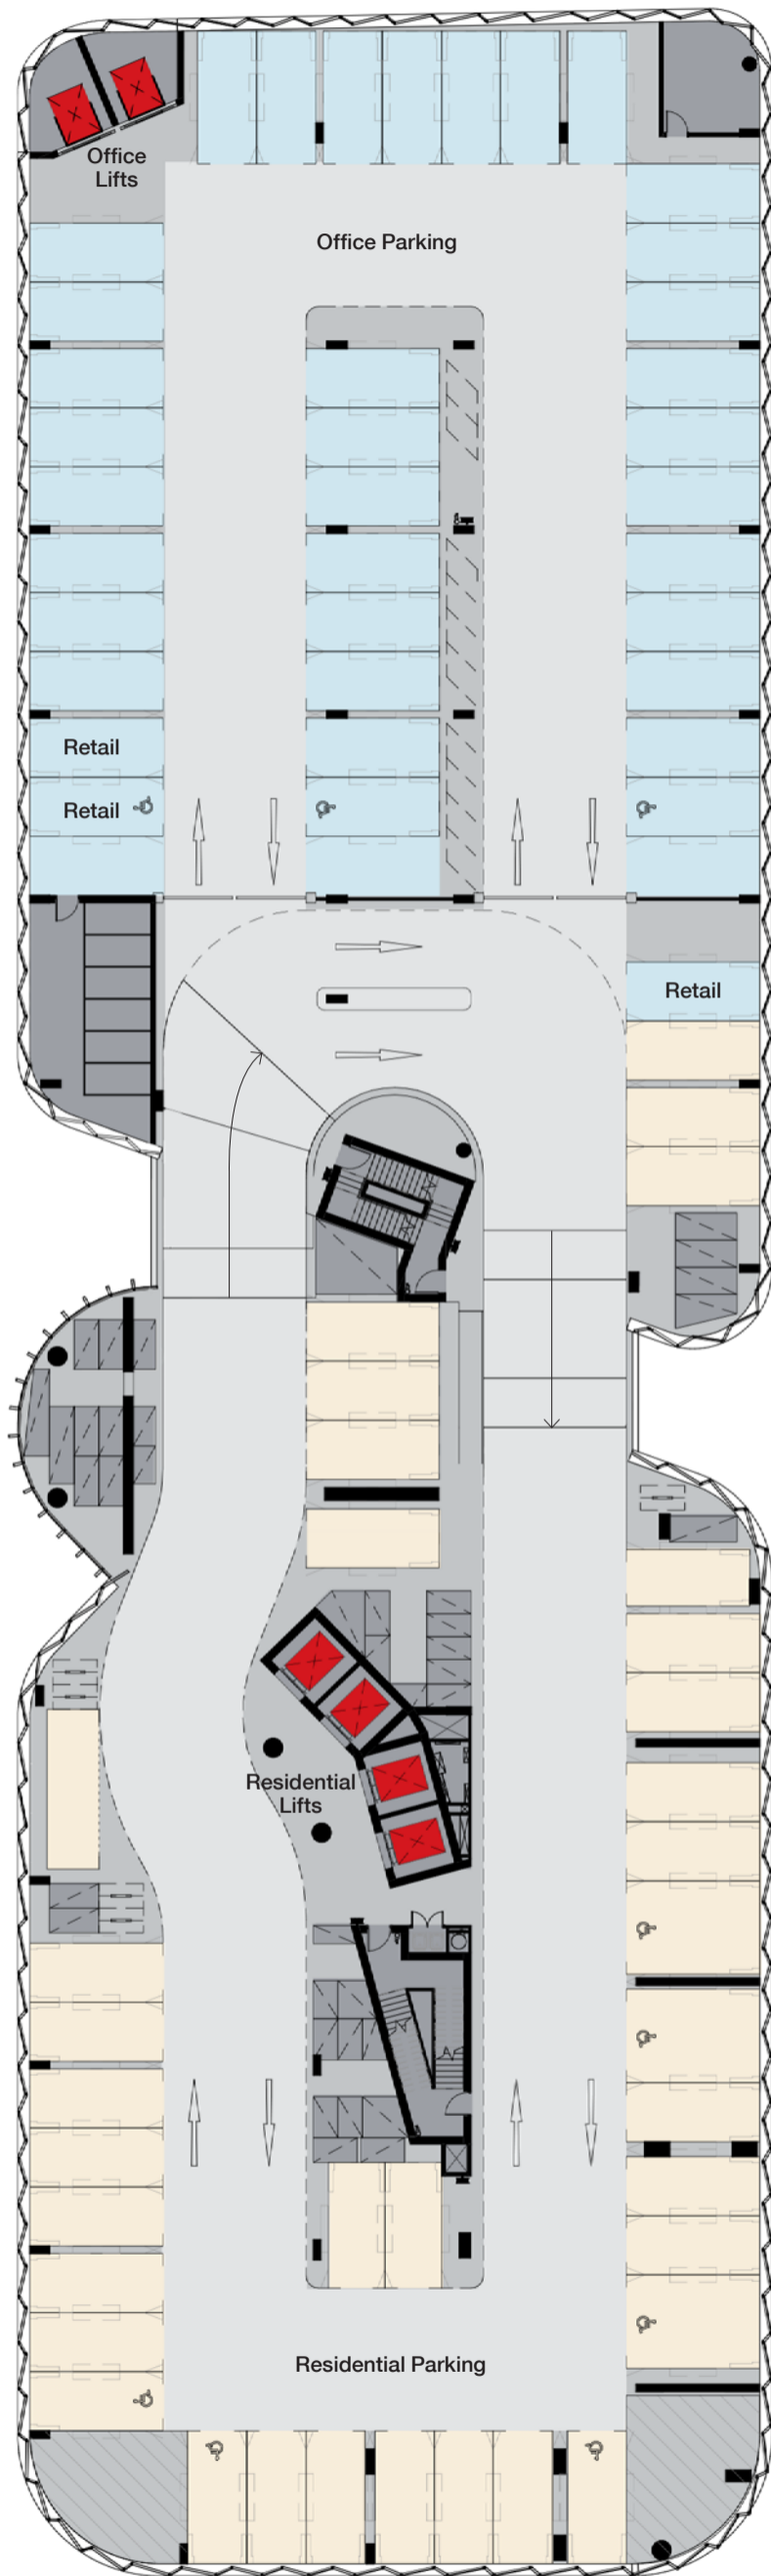 Office
Lifts
Office Parking
Retail
Retail
Retail
Residential
Lifts
Residential Parking